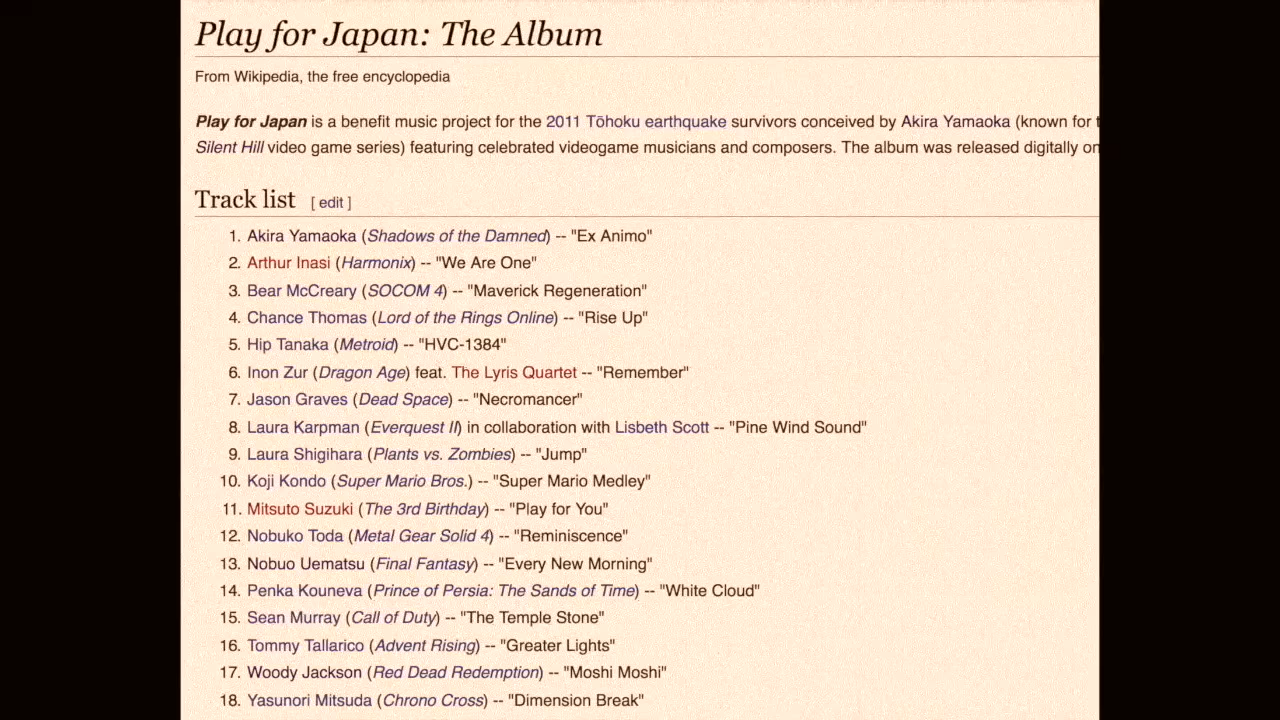 Play for Japan: The Album
From Wikipedia, the free encyclopedia
Play for Japan is a benefit music project for the 2011 Tōhoku earthquake survivors conceived by Akira Yamaoka (known for
Silent Hill video game series) featuring celebrated videogame musicians and composers. The album was released digitally on
Track list [ edit ]
1. Akira Yamaoka (Shadows of the Damned) -- "Ex Animo"
2. Arthur Inasi (Harmonix) -- "We Are One"
3. Bear McCreary (SOCOM 4) -- "Maverick Regeneration"
4. Chance Thomas (Lord of the Rings Online) -- "Rise Up"
5. Hip Tanaka (Metroid) -- "HVC-1384"
6. Inon Zur (Dragon Age) feat. The Lyris Quartet -- "Remember"
7. Jason Graves (Dead Space) -- "Necromancer"
8. Laura Karpman (Everquest II) in collaboration with Lisbeth Scott -- "Pine Wind Sound"
9. Laura Shigihara (Plants vs. Zombies) -- "Jump"
10. Koji Kondo (Super Mario Bros.) -- "Super Mario Medley"
11. Mitsuto Suzuki (The 3rd Birthday) -- "Play for You"
12. Nobuko Toda (Metal Gear Solid 4) -- "Reminiscence"
13. Nobuo Uematsu (Final Fantasy) -- "Every New Morning"
14. Penka Kouneva (Prince of Persia: The Sands of Time) -- "White Cloud"
15. Sean Murray (Call of Duty) -- "The Temple Stone"
16. Tommy Tallarico (Advent Rising) -- "Greater Lights"
17. Woody Jackson (Red Dead Redemption) -- "Moshi Moshi"
18. Yasunori Mitsuda (Chrono Cross) -- "Dimension Break"